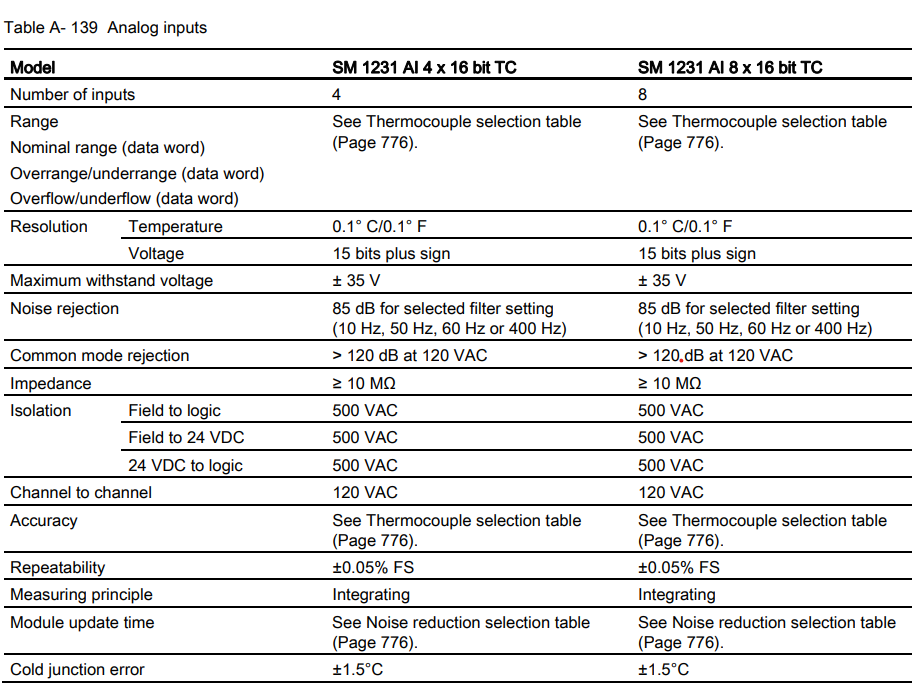 Table A- 139 Analog inputs
Model SM 1231 AI 4 x 16 bit TC SM 1231 AI 8 x 16 bit TC
Number of inputs 4 8
Range See Thermocouple selection table See Thermocouple selection table
(Page 776). (Page 776).
Nominal range (data word)
Overrange/underrange (data word)
Overflow/underflow (data word)
Resolution Temperature 0.1° C/0.1° F 0.1° C/0.1° F
Voltage 15 bits plus sign 15 bits plus sign
Maximum withstand voltage ± 35 V ± 35 V
Noise rejection 85 dB for selected filter setting 85 dB for selected filter setting
(10 Hz, 50 Hz, 60 Hz or 400 Hz) (10 Hz, 50 Hz, 60 Hz or 400 Hz)
Common mode rejection > 120 dB at 120 VAC > 120 dB at 120 VAC
Impedance ≥ 10 MΩ ≥ 10 MΩ
Isolation Field to logic 500 VAC 500 VAC
Field to 24 VDC 500 VAC 500 VAC
24 VDC to logic 500 VAC 500 VAC
Channel to channel 120 VAC 120 VAC
Accuracy See Thermocouple selection table See Thermocouple selection table
(Page 776). (Page 776).
Repeatability ±0.05% FS ±0.05% FS
Measuring principle Integrating Integrating
Module update time See Noise reduction selection table See Noise reduction selection table
(Page 776). (Page 776).
Cold junction error ±1.5°C ±1.5°C